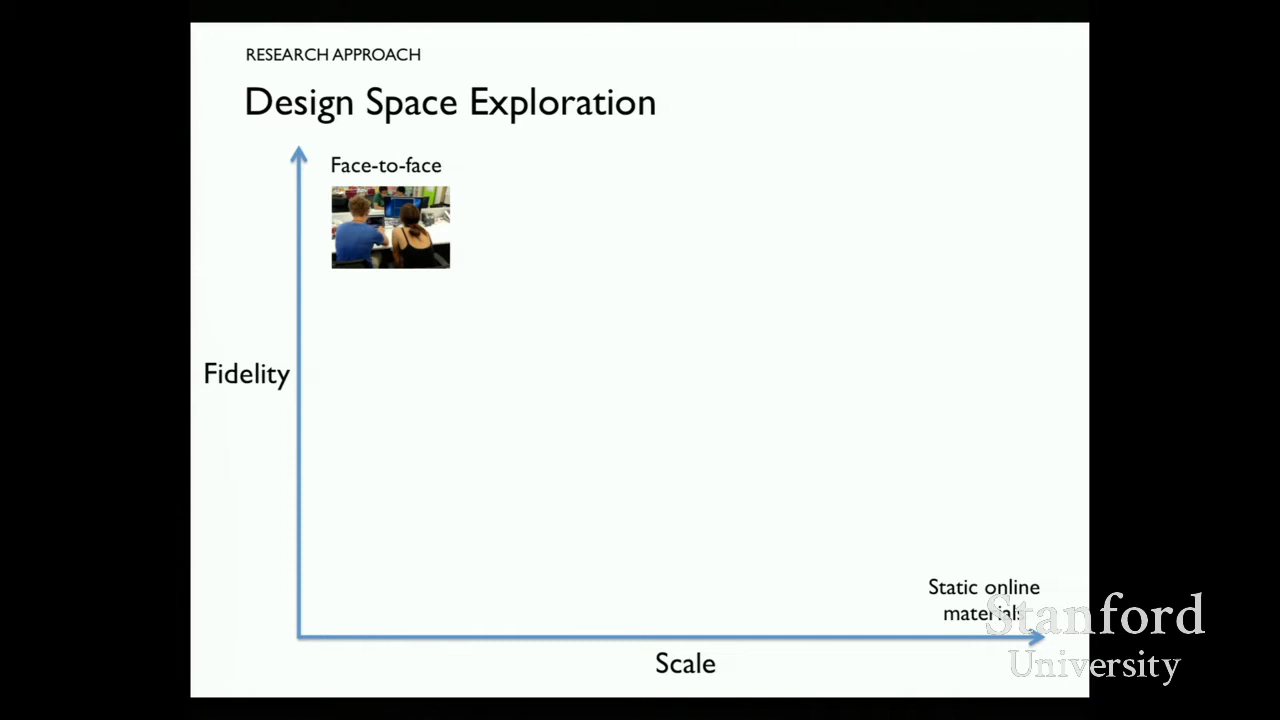 RESEARCH APPROACH
Design Space Exploration
Face-to-face
Fidelity
Static online
materials
Scale
Stanford
University